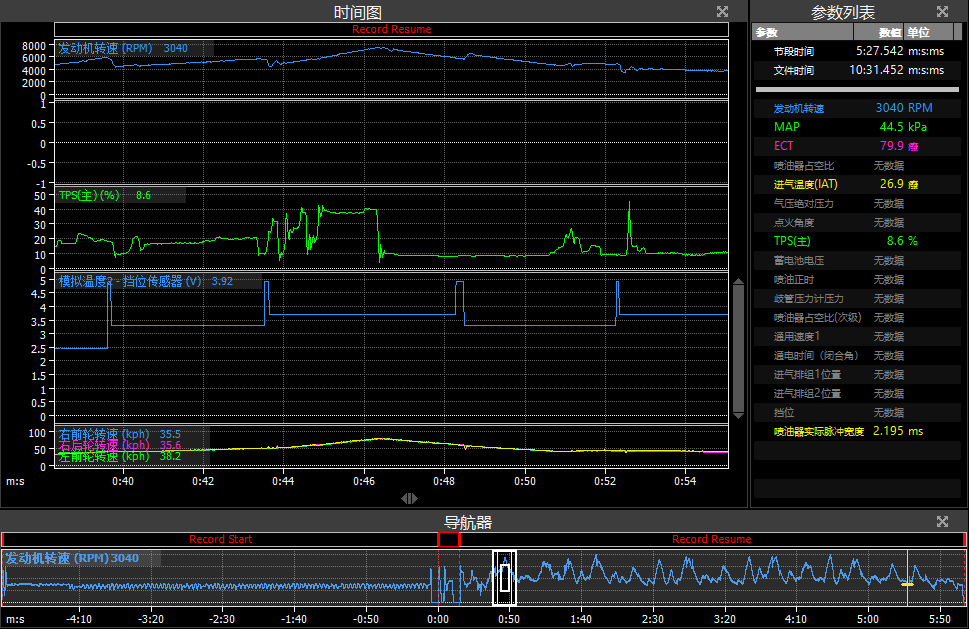 时间图
Record Resume
发动机转速 (RPM) 3040
8000
6000
4000
2000
0
1
0.5
0
-0.5
-1
TPS(主) (%) 8.6
50
40
30
20
10
0
模拟温度2 - 挡位传感器 (V) 3.92
5
4.5
4
3.5
3
2.5
2
1.5
1
0.5
0
右前轮转速 (kph) 35.5
右后轮转速 (kph) 35.6
左前轮转速 (kph) 38.2
100
50
0
m:s 0:40 0:42 0:44 0:46 0:48 0:50 0:52 0:54
参数列表
参数 数值 单位
节段时间 5:27.542 m:s:ms
文件时间 10:31.452 m:s:ms
发动机转速 3040 RPM
MAP 44.5 kPa
ECT 79.9 癈
喷油器占空比 无数据
进气温度(IAT) 26.9 癈
气压绝对压力 无数据
点火角度 无数据
TPS(主) 8.6 %
蓄电池电压 无数据
喷油正时 无数据
歧管压力计压力 无数据
喷油器占空比(次级) 无数据
通用速度1 无数据
通电时间（闭合角） 无数据
进气排组1位置 无数据
进气排组2位置 无数据
挡位 无数据
喷油器实际脉冲宽度 2.195 ms
导航器
Record Start Record Resume
发动机转速 (RPM) 3040
m:s -4:10 -3:20 -2:30 -1:40 -0:50 0:00 0:50 1:40 2:30 3:20 4:10 5:00 5:50